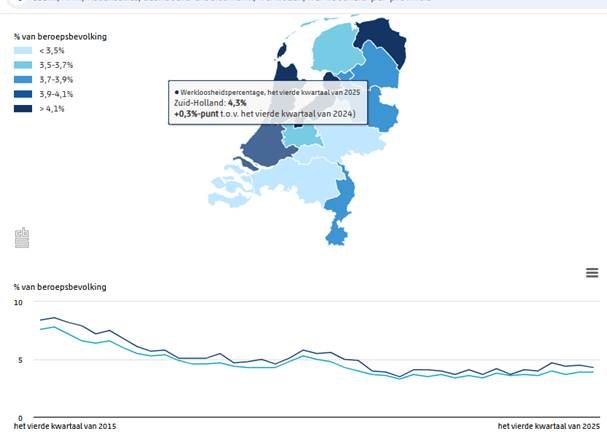 % van beroepsbevolking
< 3,5%
3,5-3,7%
3,7-3,9%
3,9-4,1%
> 4,1%
● Werkloosheidspercentage, het vierde kwartaal van 2025
Zuid-Holland: 4,3%
+0,3%-punt t.o.v. het vierde kwartaal van 2024)
% van beroepsbevolking
10
5
0
het vierde kwartaal van 2015
het vierde kwartaal van 2025